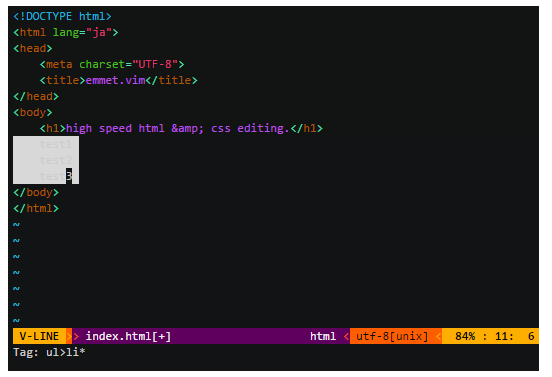 <!DOCTYPE html>
<html lang="ja">
<head>
    <meta charset="UTF-8">
    <title>emmet.vim</title>
</head>
<body>
    <h1>high speed html &amp; css editing.</h1>
    test1
    test2
    test3
</body>
</html>
~
~
~
~
~
~
~
V-LINE > > index.html[+] html < utf-8[unix] < 84% : 11: 6
Tag: ul>li*